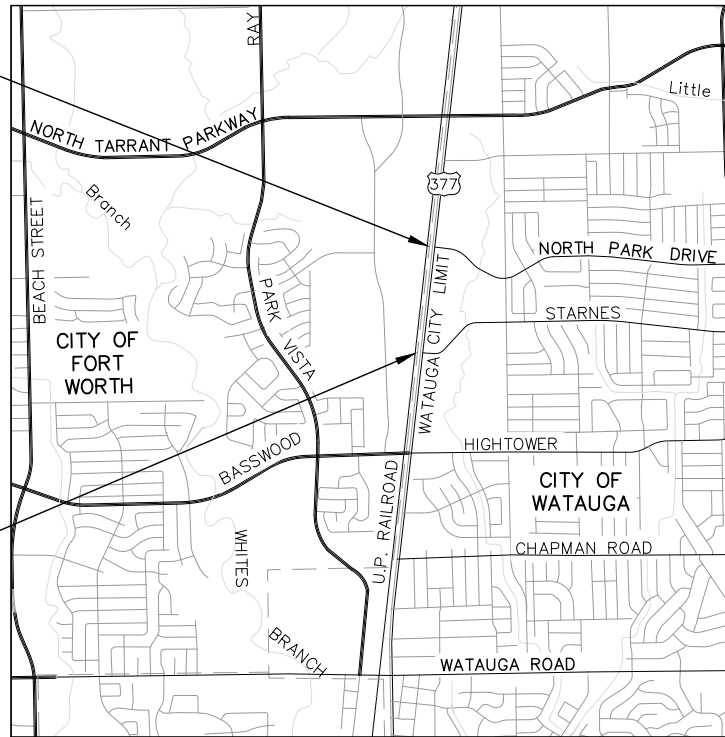 RAY
Little
NORTH TARRANT PARKWAY
377
Branch
BEACH STREET
NORTH PARK DRIVE
WATAUGA CITY LIMIT
PARK VISTA
STARNES
CITY OF
FORT
WORTH
BASSWOOD
HIGHTOWER
CITY OF
WATAUGA
U.P. RAILROAD
CHAPMAN ROAD
WHITES
BRANCH
WATAUGA ROAD